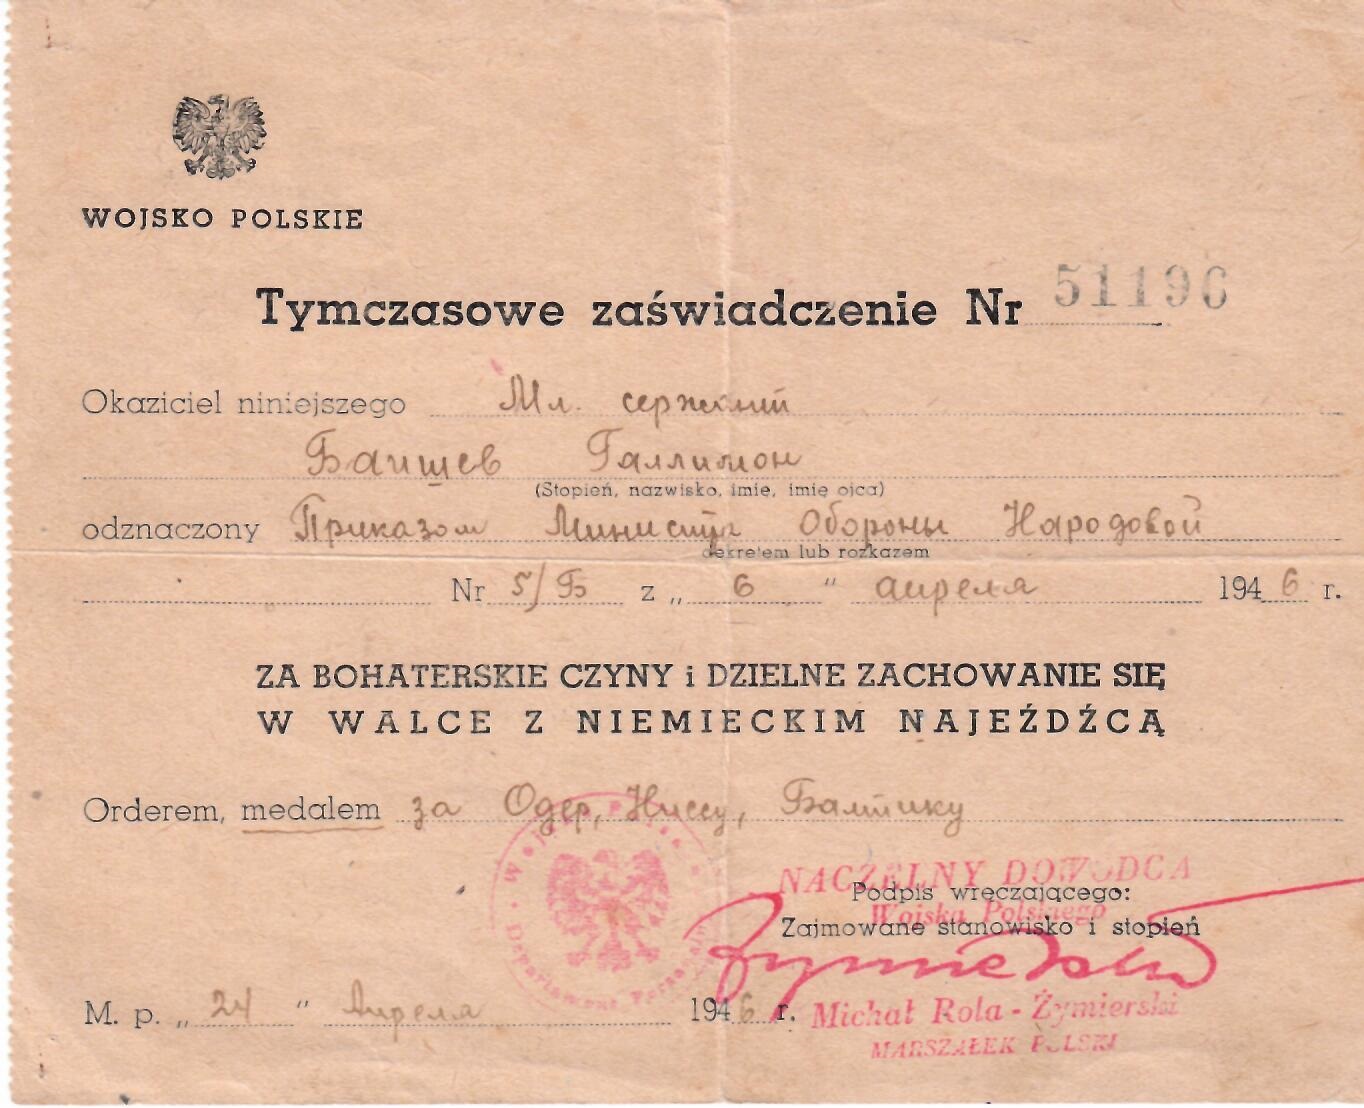 WOJSKO POLSKIE
Tymczasowe zaświadczenie Nr 51196
Okaziciel niniejszego Мл. сержант
Баишев Галлимон
(Stopień, nazwisko, imie, imię ojca)
odznaczony Приказом Министра Обороны Народовой
dekretem lub rozkazem
Nr 5/Б z „ 6 " апреля 1946 r.
ZA BOHATERSKIE CZYNY i DZIELNE ZACHOWANIE SIĘ
W WALCE Z NIEMIECKIM NAJEŹDŹCĄ
Orderem, medalem за Одер, Ниссу, Балтику
NACZELNY DOWÓDCA
Podpis wręczającego:
Wojska Polskiego
Zajmowane stanowisko i stopień
M. p. „ 24 " Апреля 1946 r.
Michał Rola - Żymierski
MARSZAŁEK POLSKI